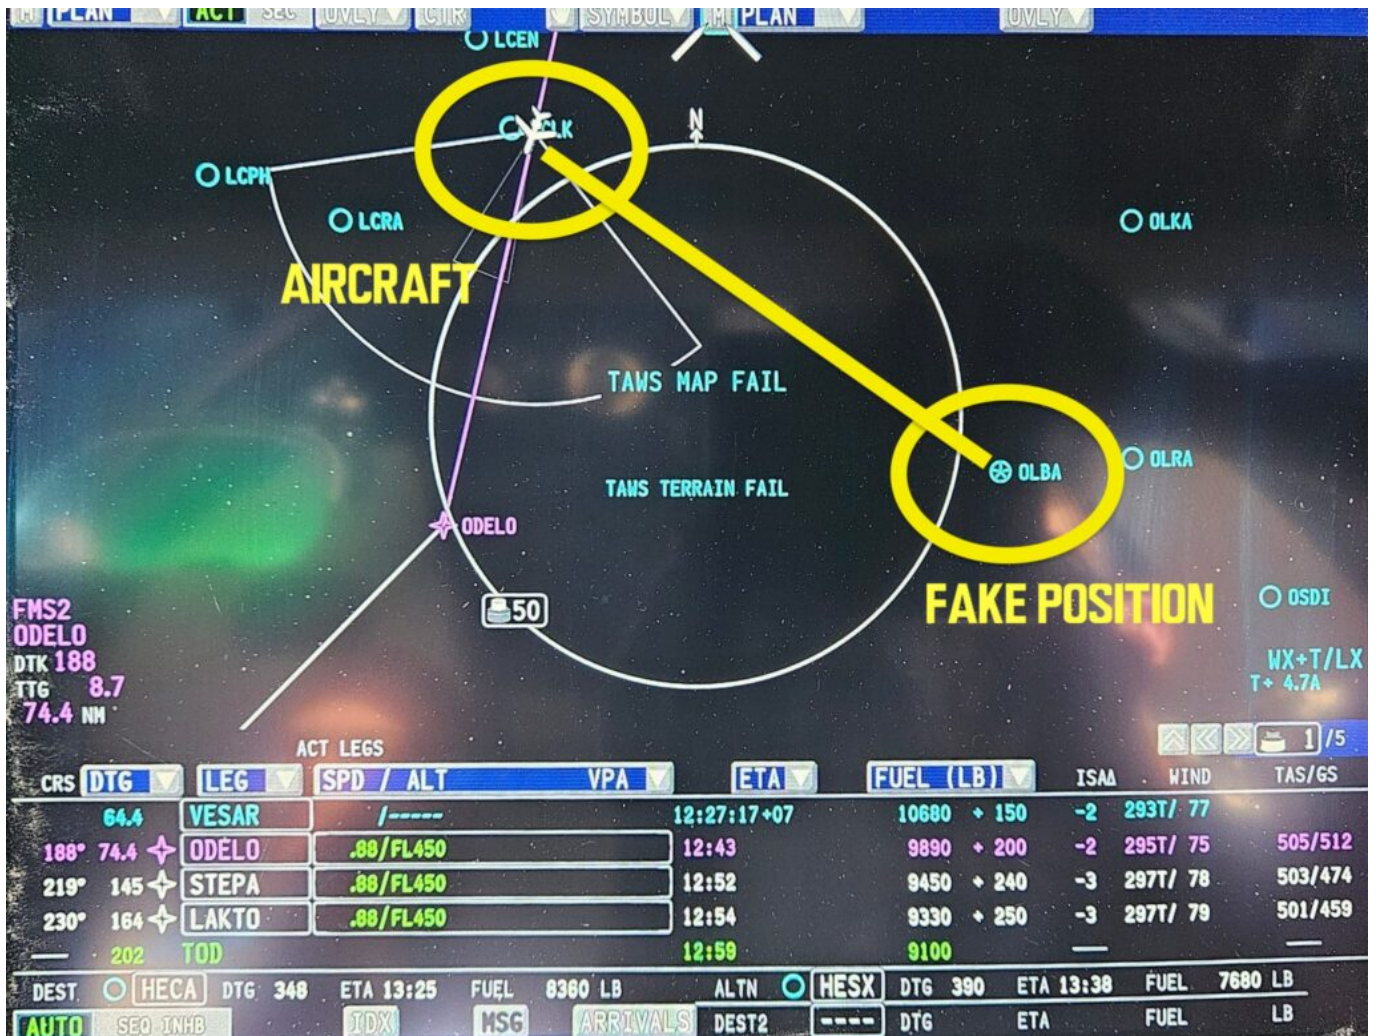 M PLAN ACT SEC OVLY CTR SYMBOL M PLAN OVLY
LCEN
N
LCPH
LCRA
OLKA
AIRCRAFT
TAWS MAP FAIL
OLBA
OLRA
TAWS TERRAIN FAIL
ODELO
FAKE POSITION
OSDI
50
FMS2
ODELO
DTK 188
TTG 8.7
74.4 NM
WX+T/LX
T+ 4.7A
1/5
ACT LEGS
CRS DTG LEG SPD / ALT VPA ETA FUEL (LB) ISAΔ WIND TAS/GS
64.4 VESAR /----- 12:27:17+07 10680 + 150 -2 293T/ 77
188° 74.4 ODELO .88/FL450 12:43 9890 + 200 -2 295T/ 75 505/512
219° 145 STEPA .88/FL450 12:52 9450 + 240 -3 297T/ 78 503/474
230° 164 LAKTO .88/FL450 12:54 9330 + 250 -3 297T/ 79 501/459
–– 202 TOD 12:59 9100 –– ––
DEST HECA DTG 348 ETA 13:25 FUEL 8360 LB ALTN HESX DTG 390 ETA 13:38 FUEL 7680 LB
AUTO SEQ INHB IDX MSG ARRIVALS DEST2 ---- DTG ETA FUEL LB